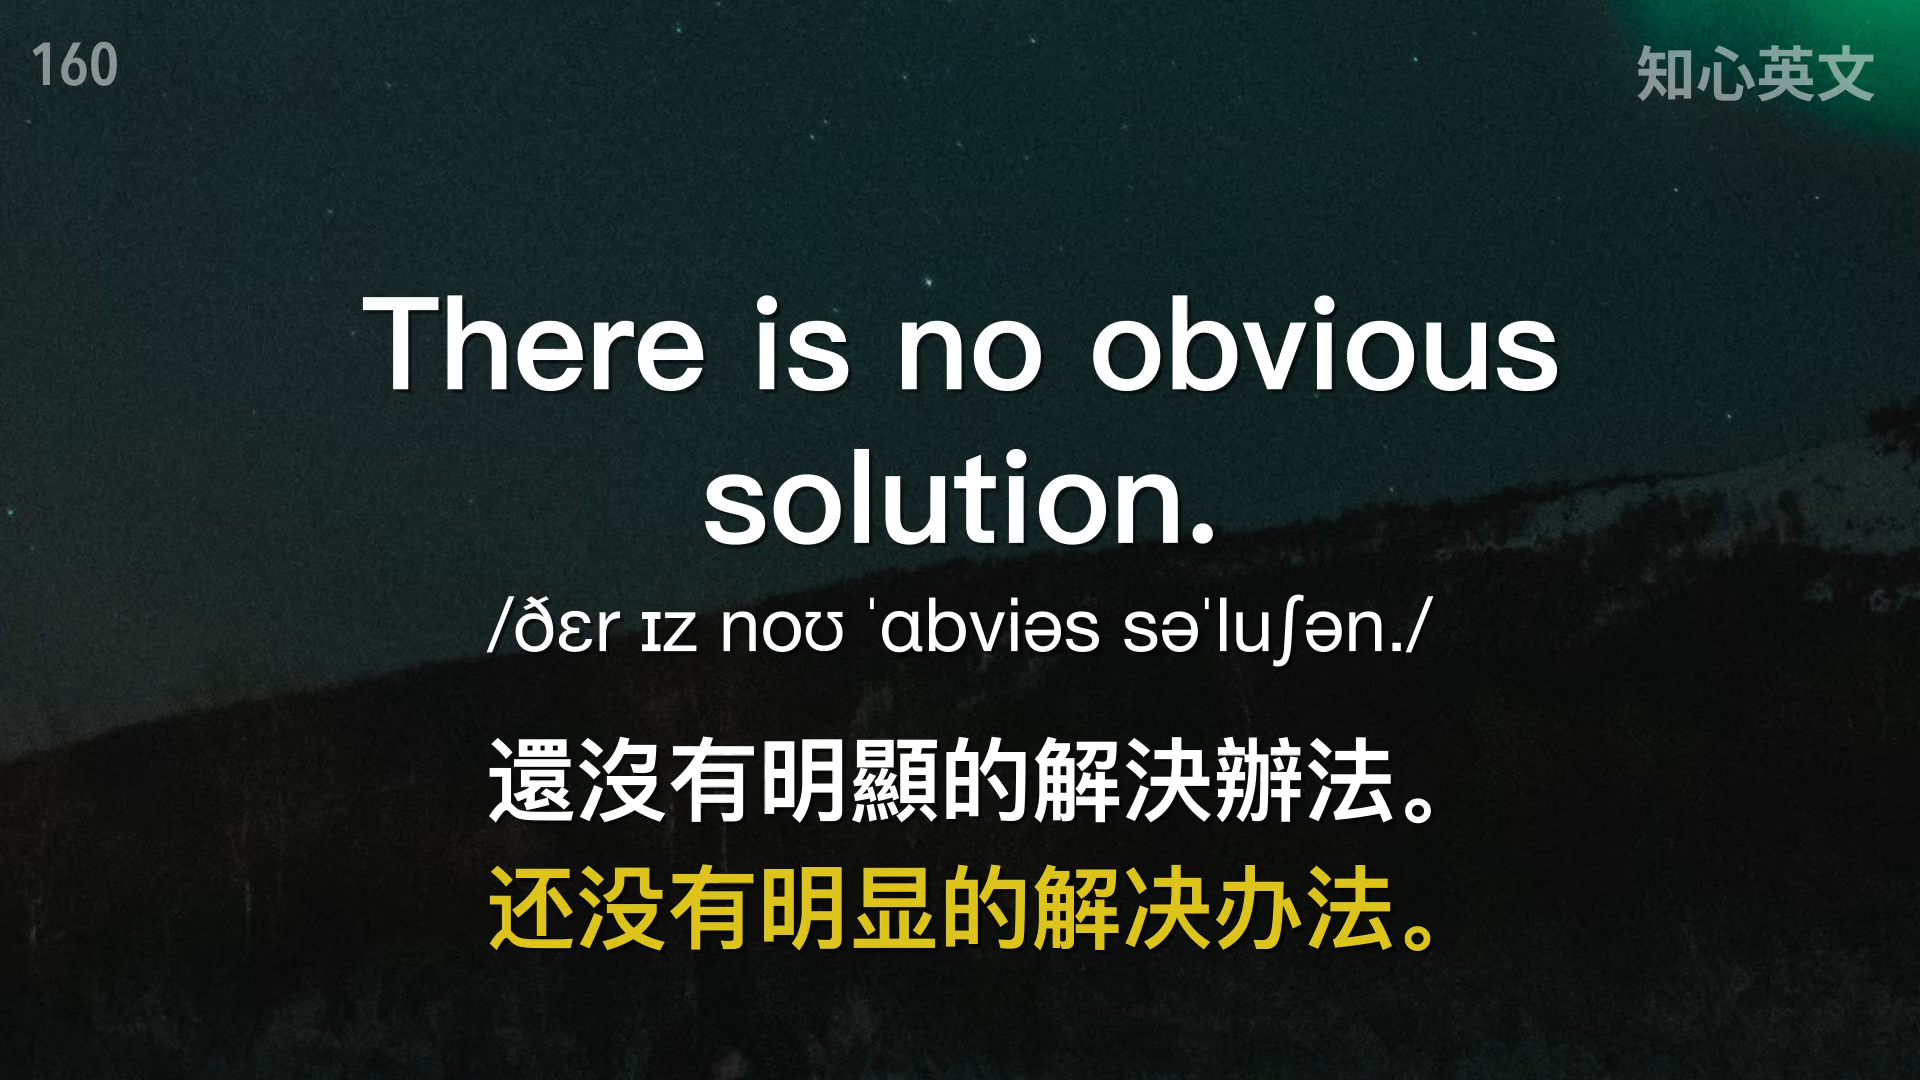 160
知心英文
There is no obvious
solution.
/ðɛr ɪz noʊ ˈɑbviəs səˈluʃən./
還沒有明顯的解決辦法。
还没有明显的解决办法。